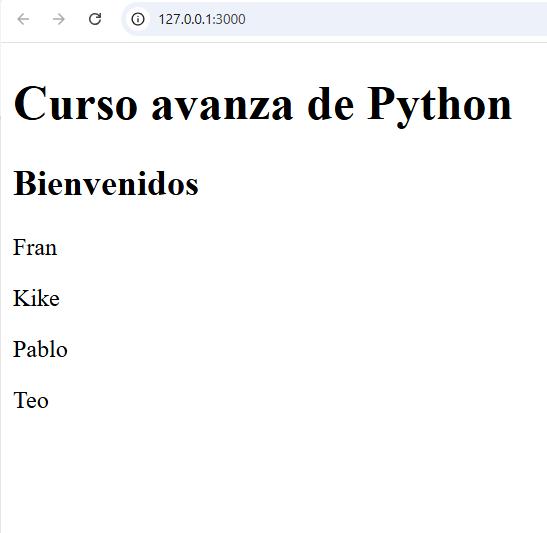 127.0.0.1:3000
Curso avanza de Python
Bienvenidos
Fran
Kike
Pablo
Teo